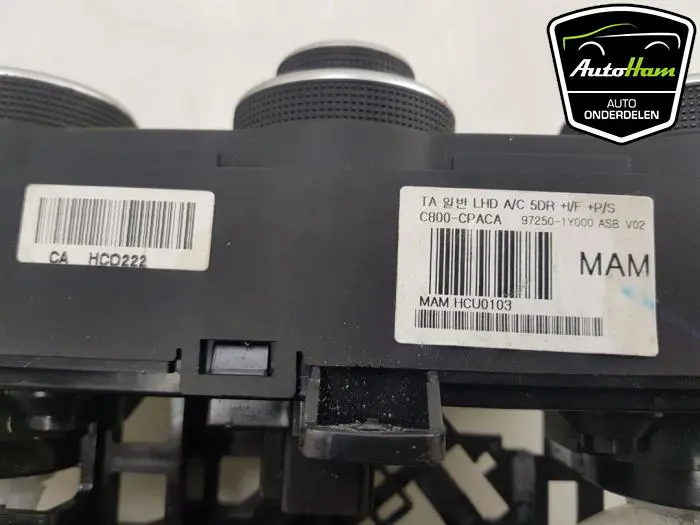 AutoHam
AUTO
ONDERDELEN
TA 일반 LHD A/C 5DR +I/F +P/S
C800-CPACA 97250-1Y000 ASB V02
MAM
MAM HCU0103
CA HCO222